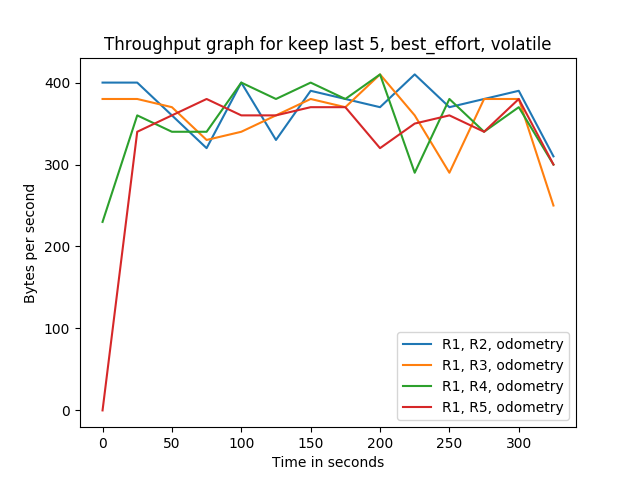 Throughput graph for keep last 5, best_effort, volatile
Bytes per second
400
300
200
100
0
R1, R2, odometry
R1, R3, odometry
R1, R4, odometry
R1, R5, odometry
0 50 100 150 200 250 300
Time in seconds